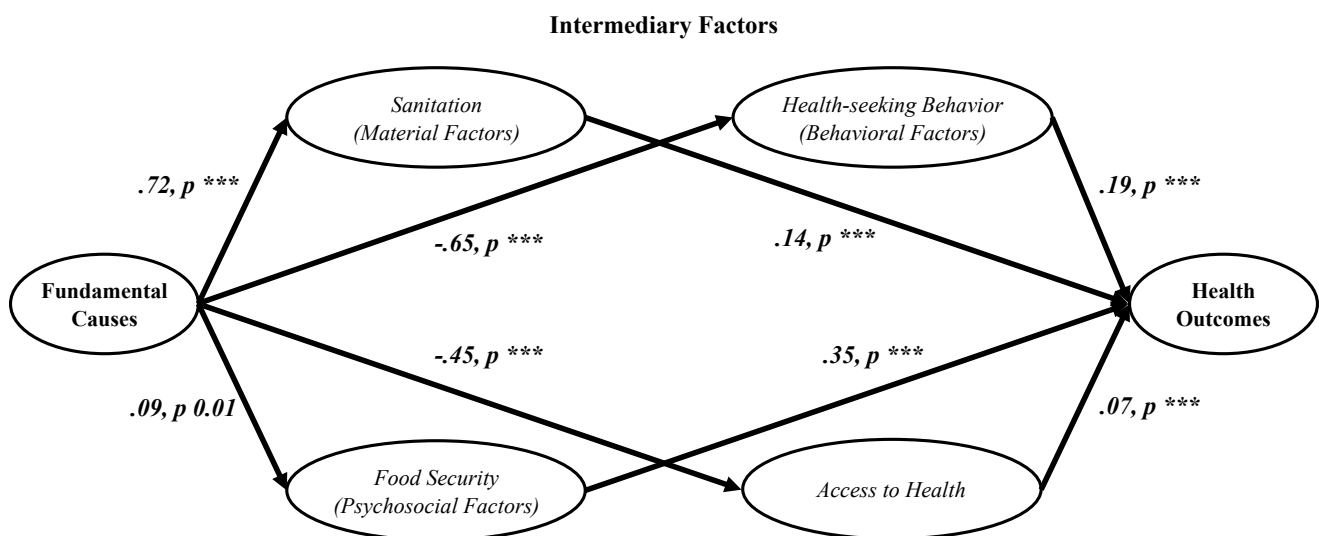 Intermediary Factors
Sanitation
(Material Factors)
Health-seeking Behavior
(Behavioral Factors)
.72, p ***
.19, p ***
-.65, p ***
.14, p ***
Fundamental
Causes
Health
Outcomes
-.45, p ***
.35, p ***
.09, p 0.01
.07, p ***
Food Security
(Psychosocial Factors)
Access to Health